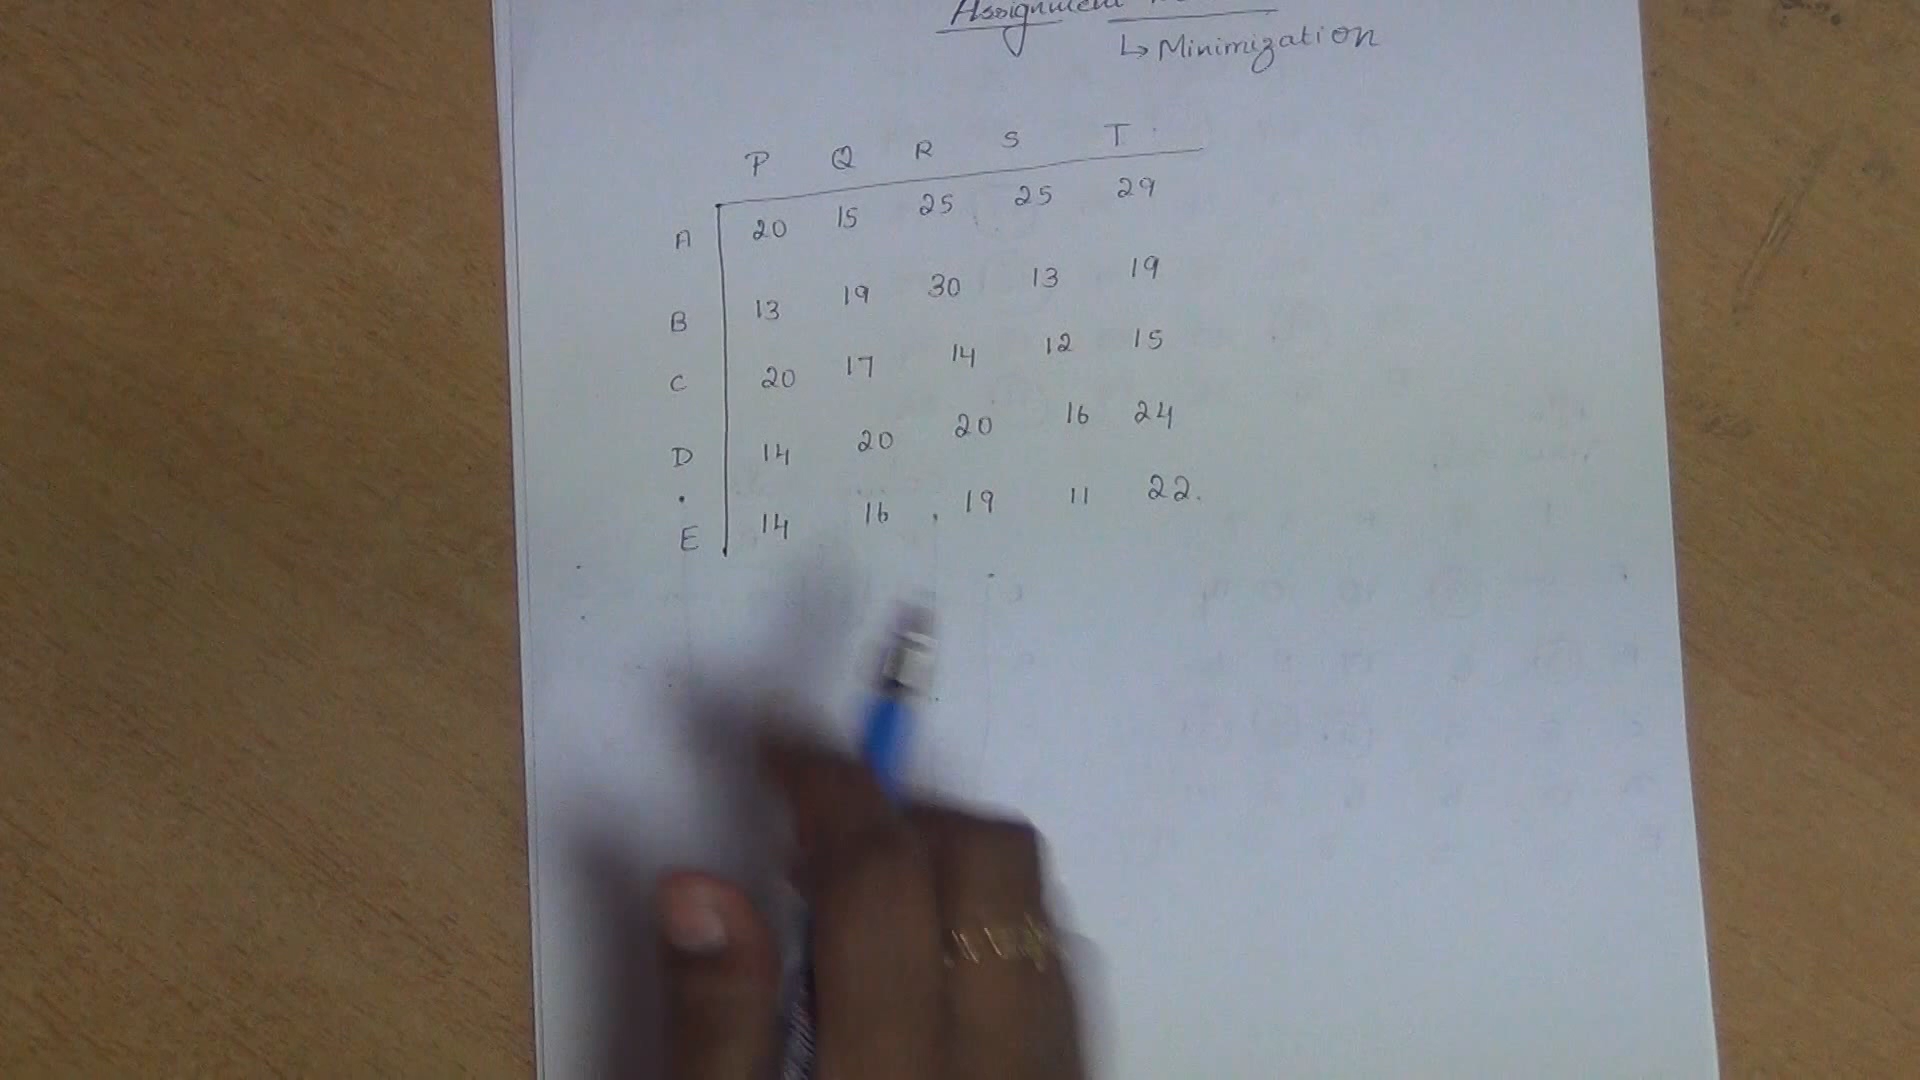 Assignment
↳ Minimization
P Q R S T
A 20 15 25 25 29
B 13 19 30 13 19
C 20 17 14 12 15
D 14 20 20 16 24
E 14 16 19 11 22.